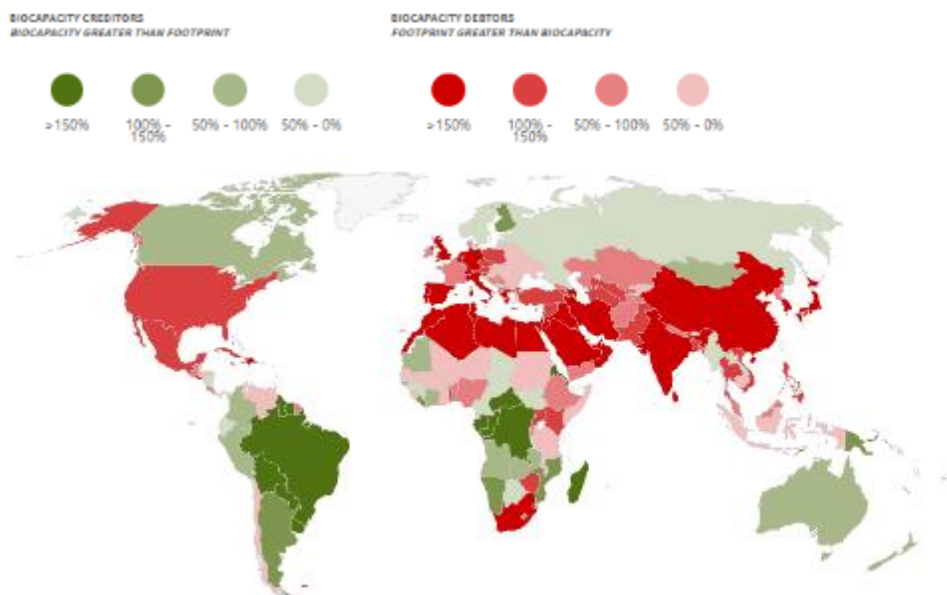 BIOCAPACITY CREDITORS
BIOCAPACITY GREATER THAN FOOTPRINT
>150%
100% -
150%
50% - 100%
50% - 0%
BIOCAPACITY DEBTORS
FOOTPRINT GREATER THAN BIOCAPACITY
>150%
100% -
150%
50% - 100%
50% - 0%